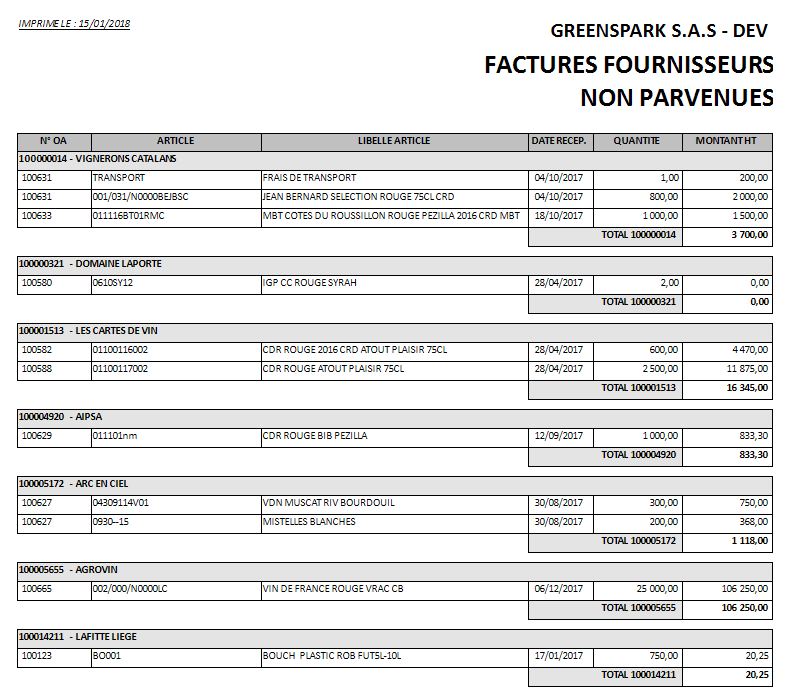 IMPRIME LE : 15/01/2018
GREENSPARK S.A.S - DEV
FACTURES FOURNISSEURS
NON PARVENUES
N° OA ARTICLE LIBELLE ARTICLE DATE RECEP. QUANTITE MONTANT HT
100000014 - VIGNERONS CATALANS
100631 TRANSPORT FRAIS DE TRANSPORT 04/10/2017 1,00 200,00
100631 001/031/N0000BEJBSC JEAN BERNARD SELECTION ROUGE 75CL CRD 04/10/2017 800,00 2 000,00
100633 011116BT01RMC MBT COTES DU ROUSSILLON ROUGE PEZILLA 2016 CRD MBT 18/10/2017 1 000,00 1 500,00
TOTAL 100000014 3 700,00
100000321 - DOMAINE LAPORTE
100580 0610SY12 IGP CC ROUGE SYRAH 28/04/2017 2,00 0,00
TOTAL 100000321 0,00
100001513 - LES CARTES DE VIN
100582 01100116002 CDR ROUGE 2016 CRD ATOUT PLAISIR 75CL 28/04/2017 600,00 4 470,00
100588 01100117002 CDR ROUGE ATOUT PLAISIR 75CL 28/04/2017 2 500,00 11 875,00
TOTAL 100001513 16 345,00
100004920 - AIPSA
100629 011101nm CDR ROUGE BIB PEZILLA 12/09/2017 1 000,00 833,30
TOTAL 100004920 833,30
100005172 - ARC EN CIEL
100627 04309114V01 VDN MUSCAT RIV BOURDOUIL 30/08/2017 300,00 750,00
100627 0930--15 MISTELLES BLANCHES 30/08/2017 200,00 368,00
TOTAL 100005172 1 118,00
100005655 - AGROVIN
100665 002/000/N0000LC VIN DE FRANCE ROUGE VRAC CB 06/12/2017 25 000,00 106 250,00
TOTAL 100005655 106 250,00
100014211 - LAFITTE LIEGE
100123 BO001 BOUCH PLASTIC ROB FUT5L-10L 17/01/2017 750,00 20,25
TOTAL 100014211 20,25